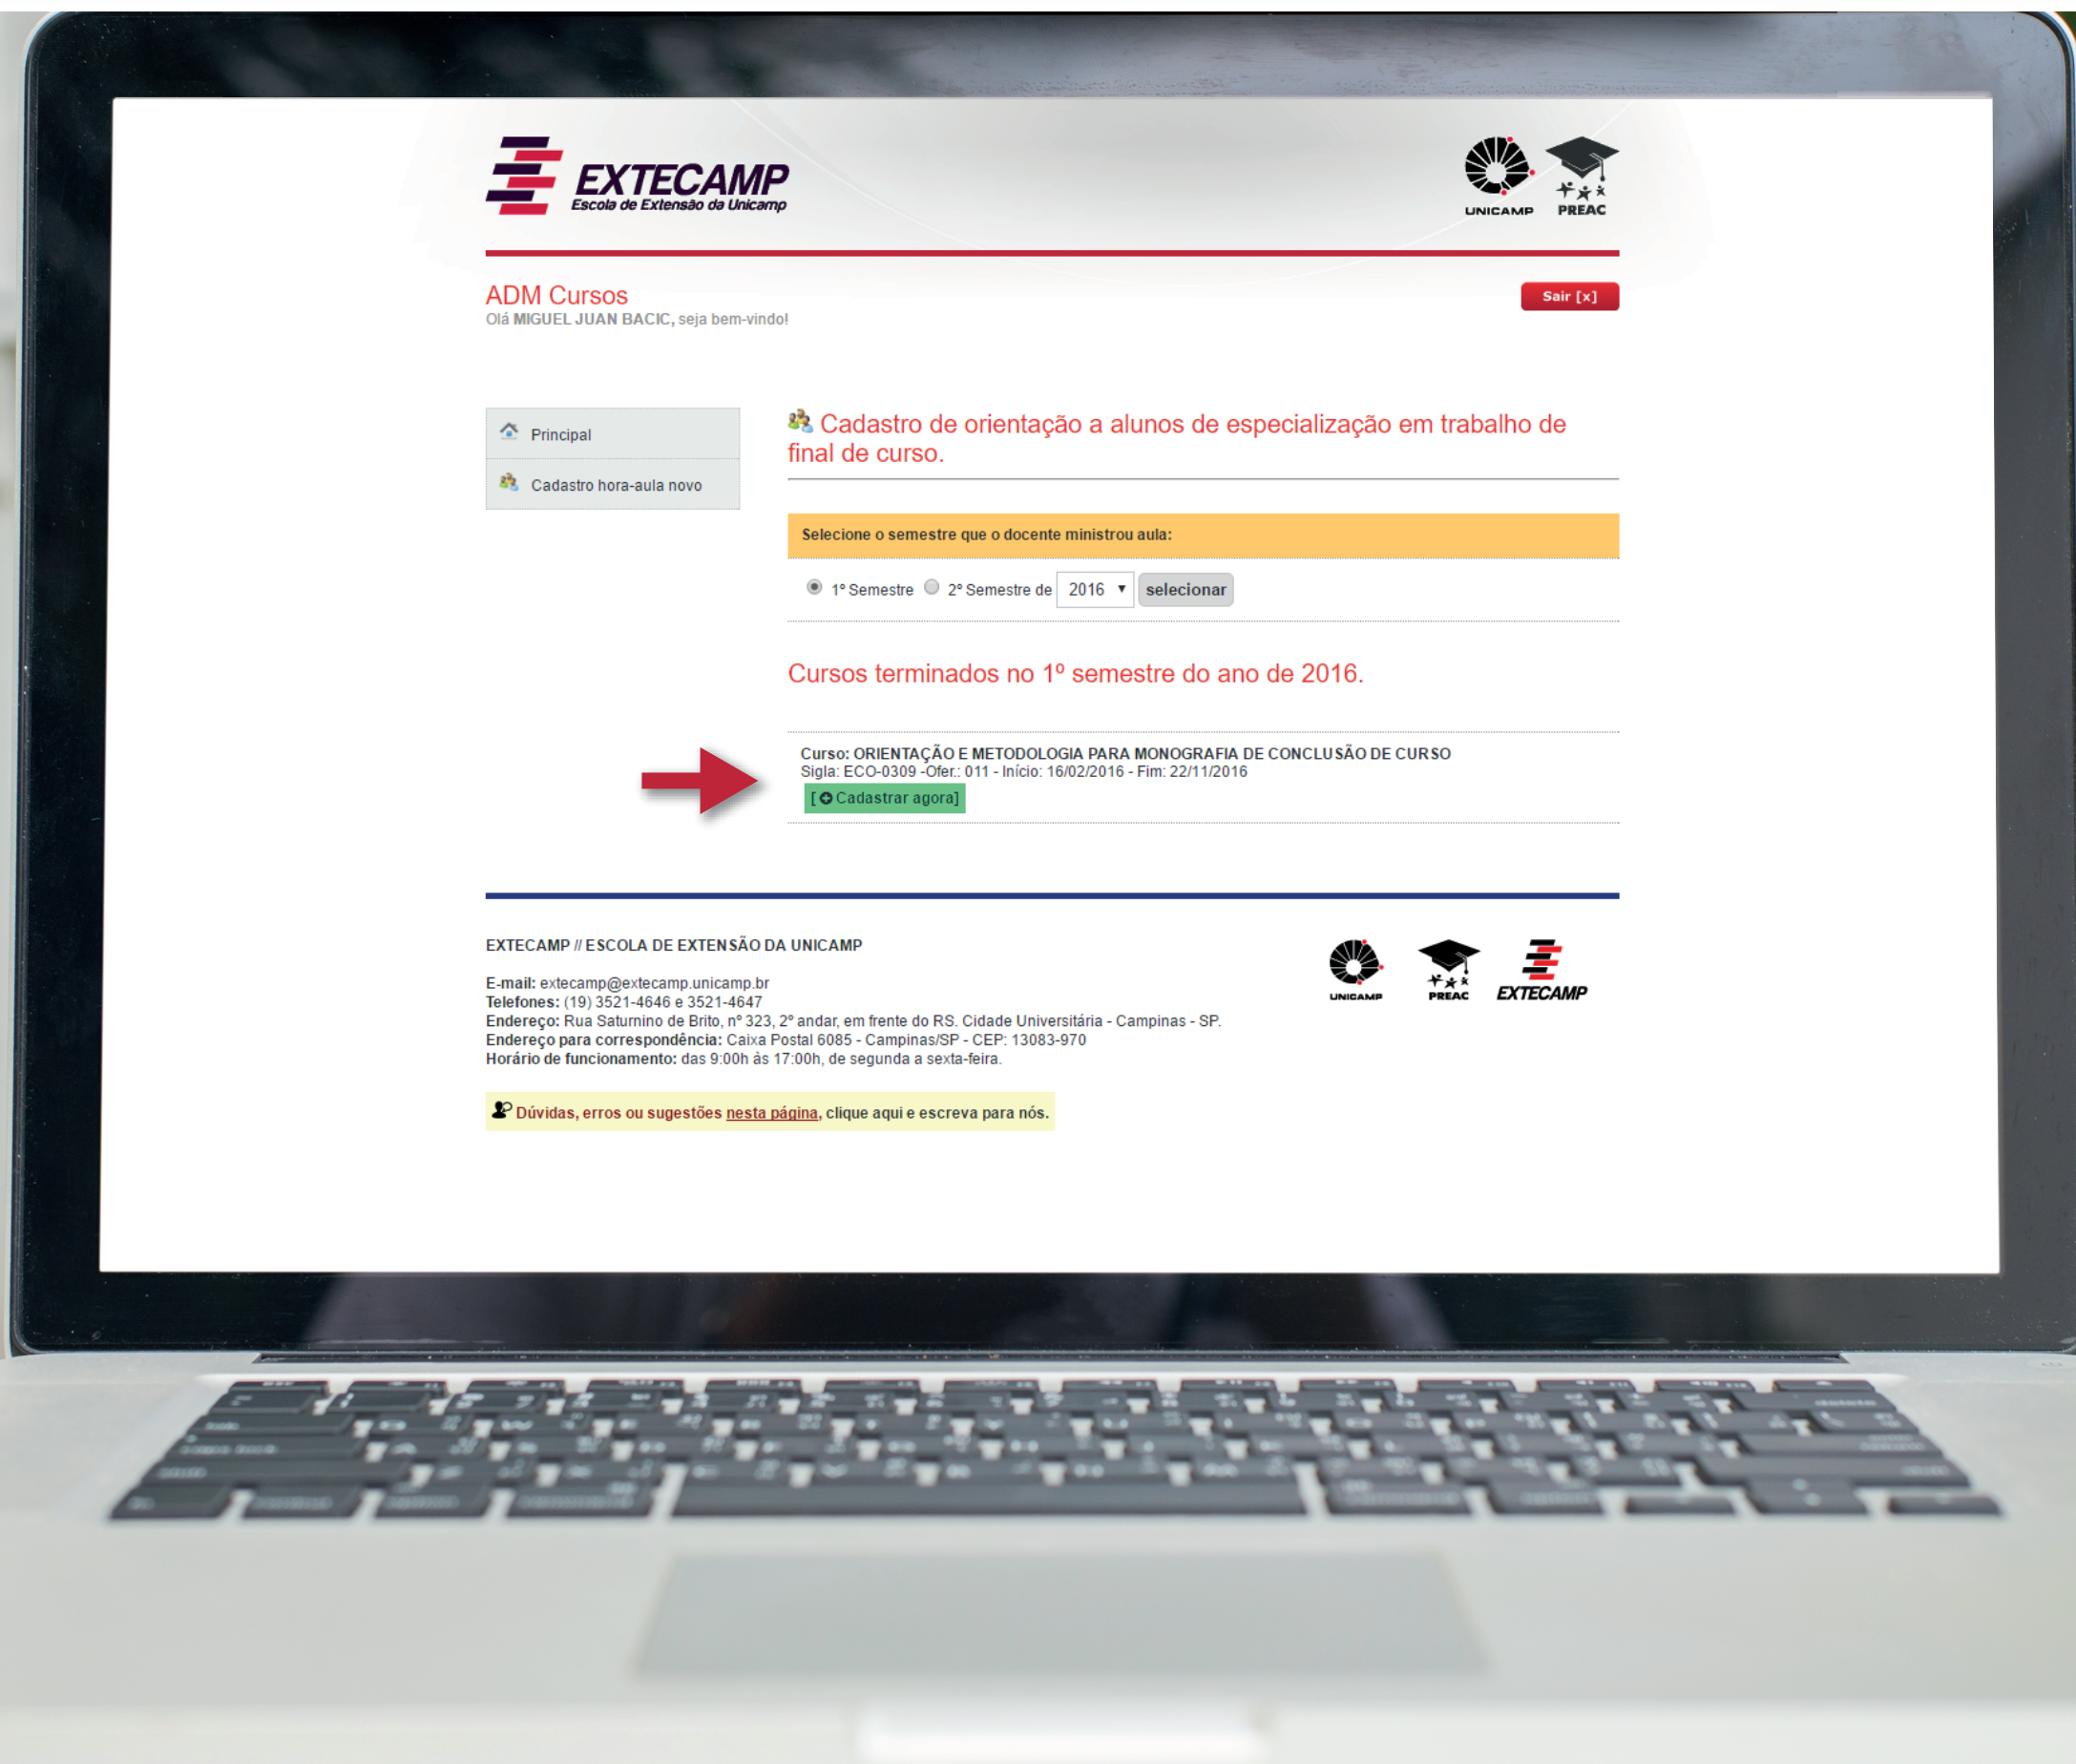 EXTECAMP
Escola de Extensão da Unicamp
UNICAMP
PREAC
ADM Cursos
Sair [x]
Olá MIGUEL JUAN BACIC, seja bem-vindo!
Principal
Cadastro hora-aula novo
Cadastro de orientação a alunos de especialização em trabalho de
final de curso.
Selecione o semestre que o docente ministrou aula:
1º Semestre 2º Semestre de 2016 ▼ selecionar
Cursos terminados no 1º semestre do ano de 2016.
Curso: ORIENTAÇÃO E METODOLOGIA PARA MONOGRAFIA DE CONCLUSÃO DE CURSO
Sigla: ECO-0309 -Ofer.: 011 - Início: 16/02/2016 - Fim: 22/11/2016
[ Cadastrar agora]
EXTECAMP // ESCOLA DE EXTENSÃO DA UNICAMP
E-mail: extecamp@extecamp.unicamp.br
Telefones: (19) 3521-4646 e 3521-4647
Endereço: Rua Saturnino de Brito, nº 323, 2º andar, em frente do RS. Cidade Universitária - Campinas - SP.
Endereço para correspondência: Caixa Postal 6085 - Campinas/SP - CEP: 13083-970
Horário de funcionamento: das 9:00h às 17:00h, de segunda a sexta-feira.
UNICAMP
PREAC
EXTECAMP
Dúvidas, erros ou sugestões nesta página, clique aqui e escreva para nós.